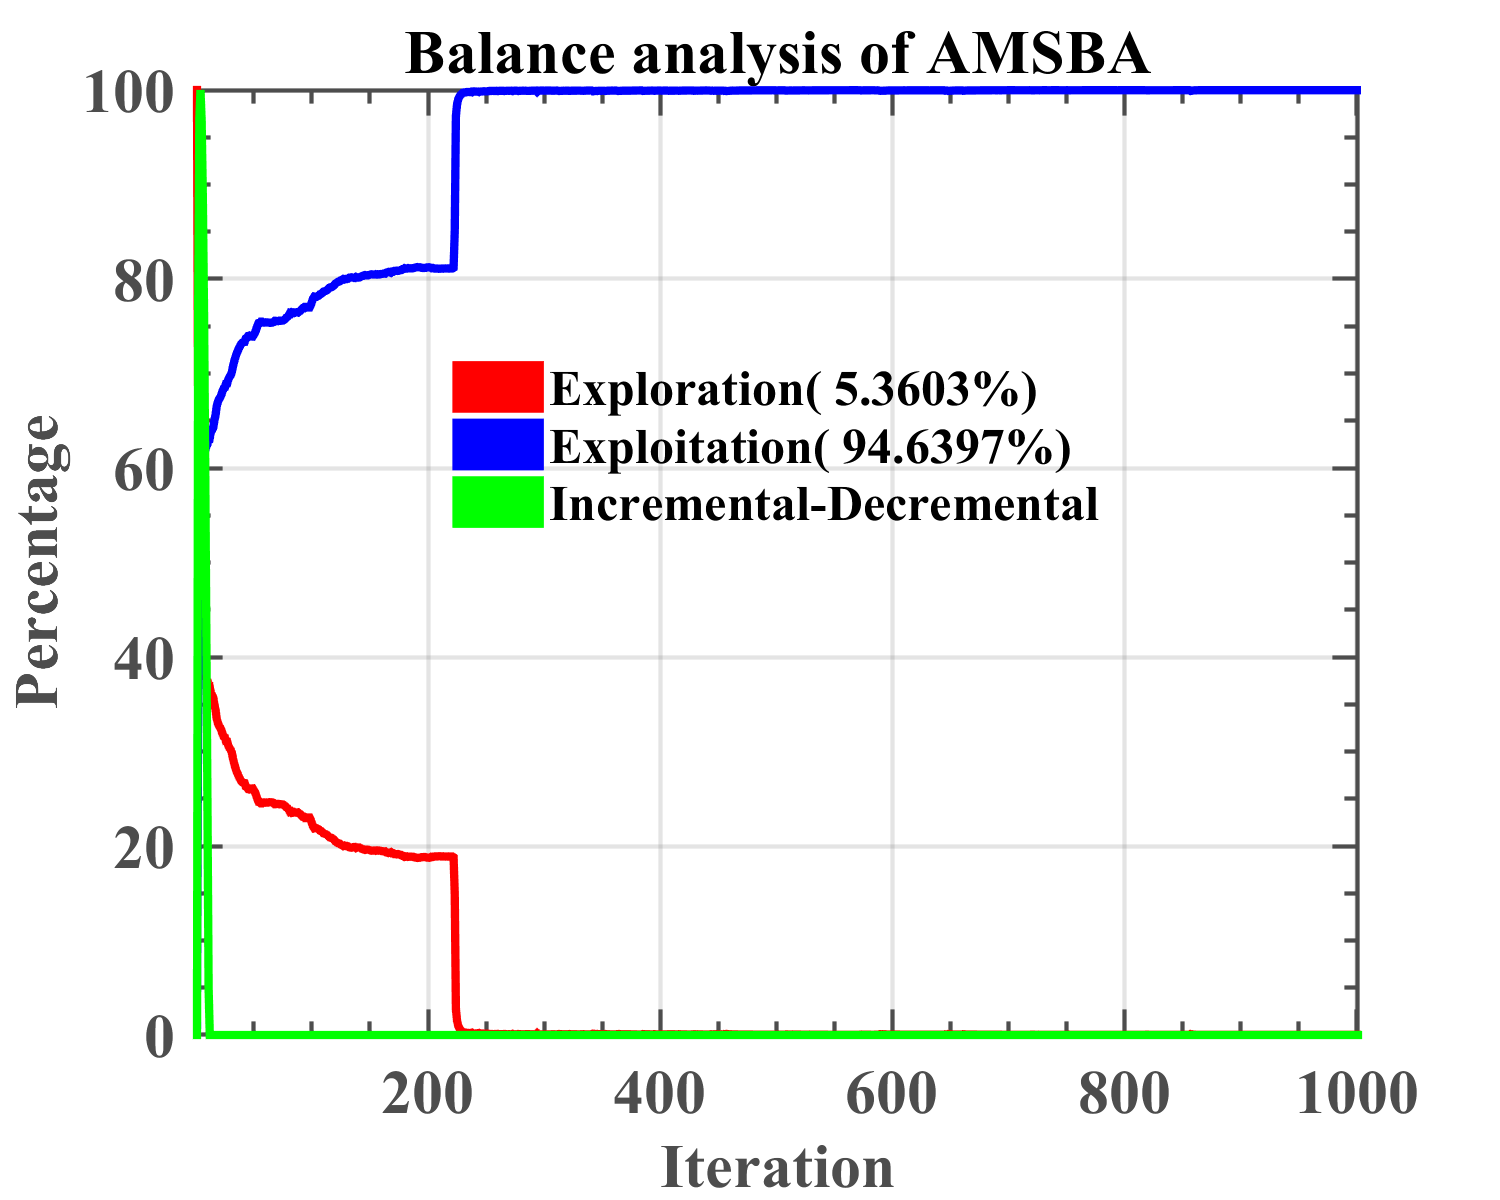 Balance analysis of AMSBA
100
80
60
40
20
0
Percentage
Exploration( 5.3603%)
Exploitation( 94.6397%)
Incremental-Decremental
200 400 600 800 1000
Iteration